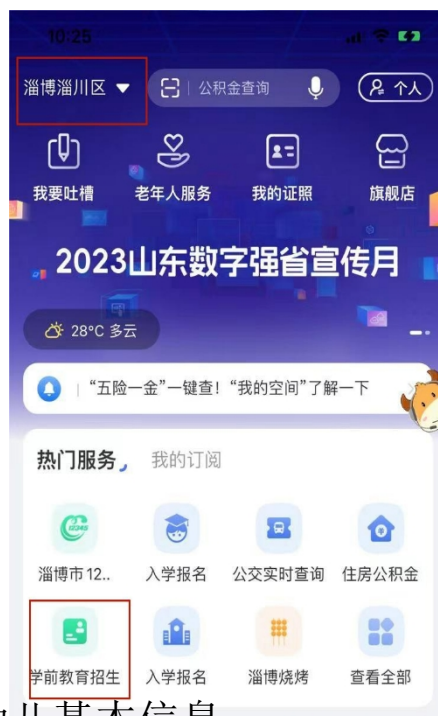 10:25
淄博淄川区 ▼ 公积金查询 个人
我要吐槽 老年人服务 我的证照 旗舰店
2023山东数字强省宣传月
28°C 多云
“五险一金”一键查！“我的空间”了解一下
热门服务 我的订阅
淄博市12.. 入学报名 公交实时查询 住房公积金
学前教育招生 入学报名 淄博烧烤 查看全部
儿基本信息